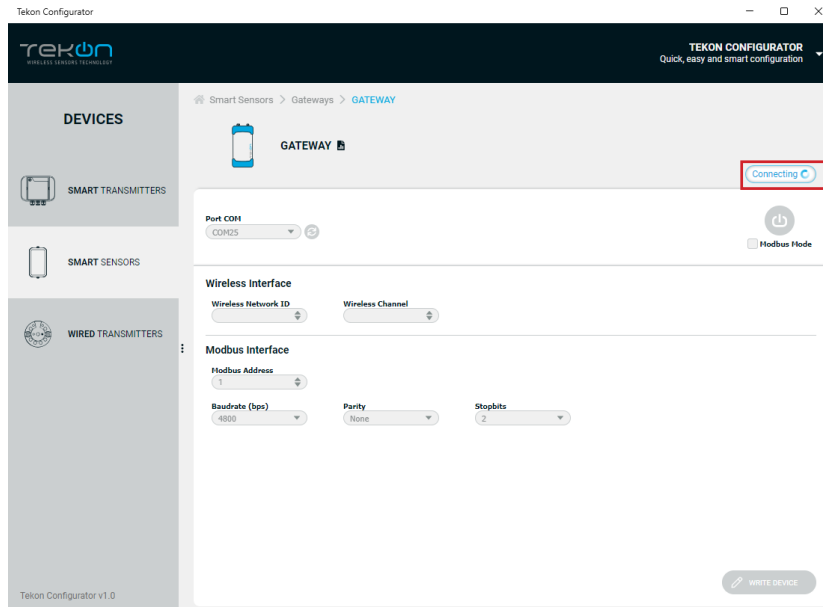 Tekon Configurator
TEKON
WIRELESS SENSORS TECHNOLOGY
TEKON CONFIGURATOR
Quick, easy and smart configuration
DEVICES
SMART TRANSMITTERS
SMART SENSORS
WIRED TRANSMITTERS
Tekon Configurator v1.0
Smart Sensors > Gateways > GATEWAY
GATEWAY
Connecting
Port COM
COM25
Modbus Mode
Wireless Interface
Wireless Network ID Wireless Channel
Modbus Interface
Modbus Address
1
Baudrate (bps) Parity Stopbits
4800 None 2
WRITE DEVICE